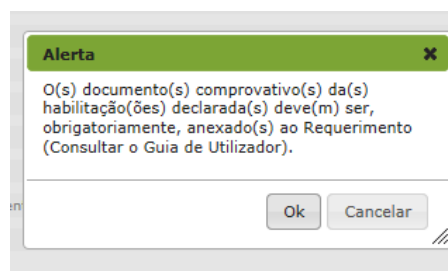 Alerta
O(s) documento(s) comprovativo(s) da(s)
habilitação(ões) declarada(s) deve(m) ser,
obrigatoriamente, anexado(s) ao Requerimento
(Consultar o Guia de Utilizador).
Ok Cancelar